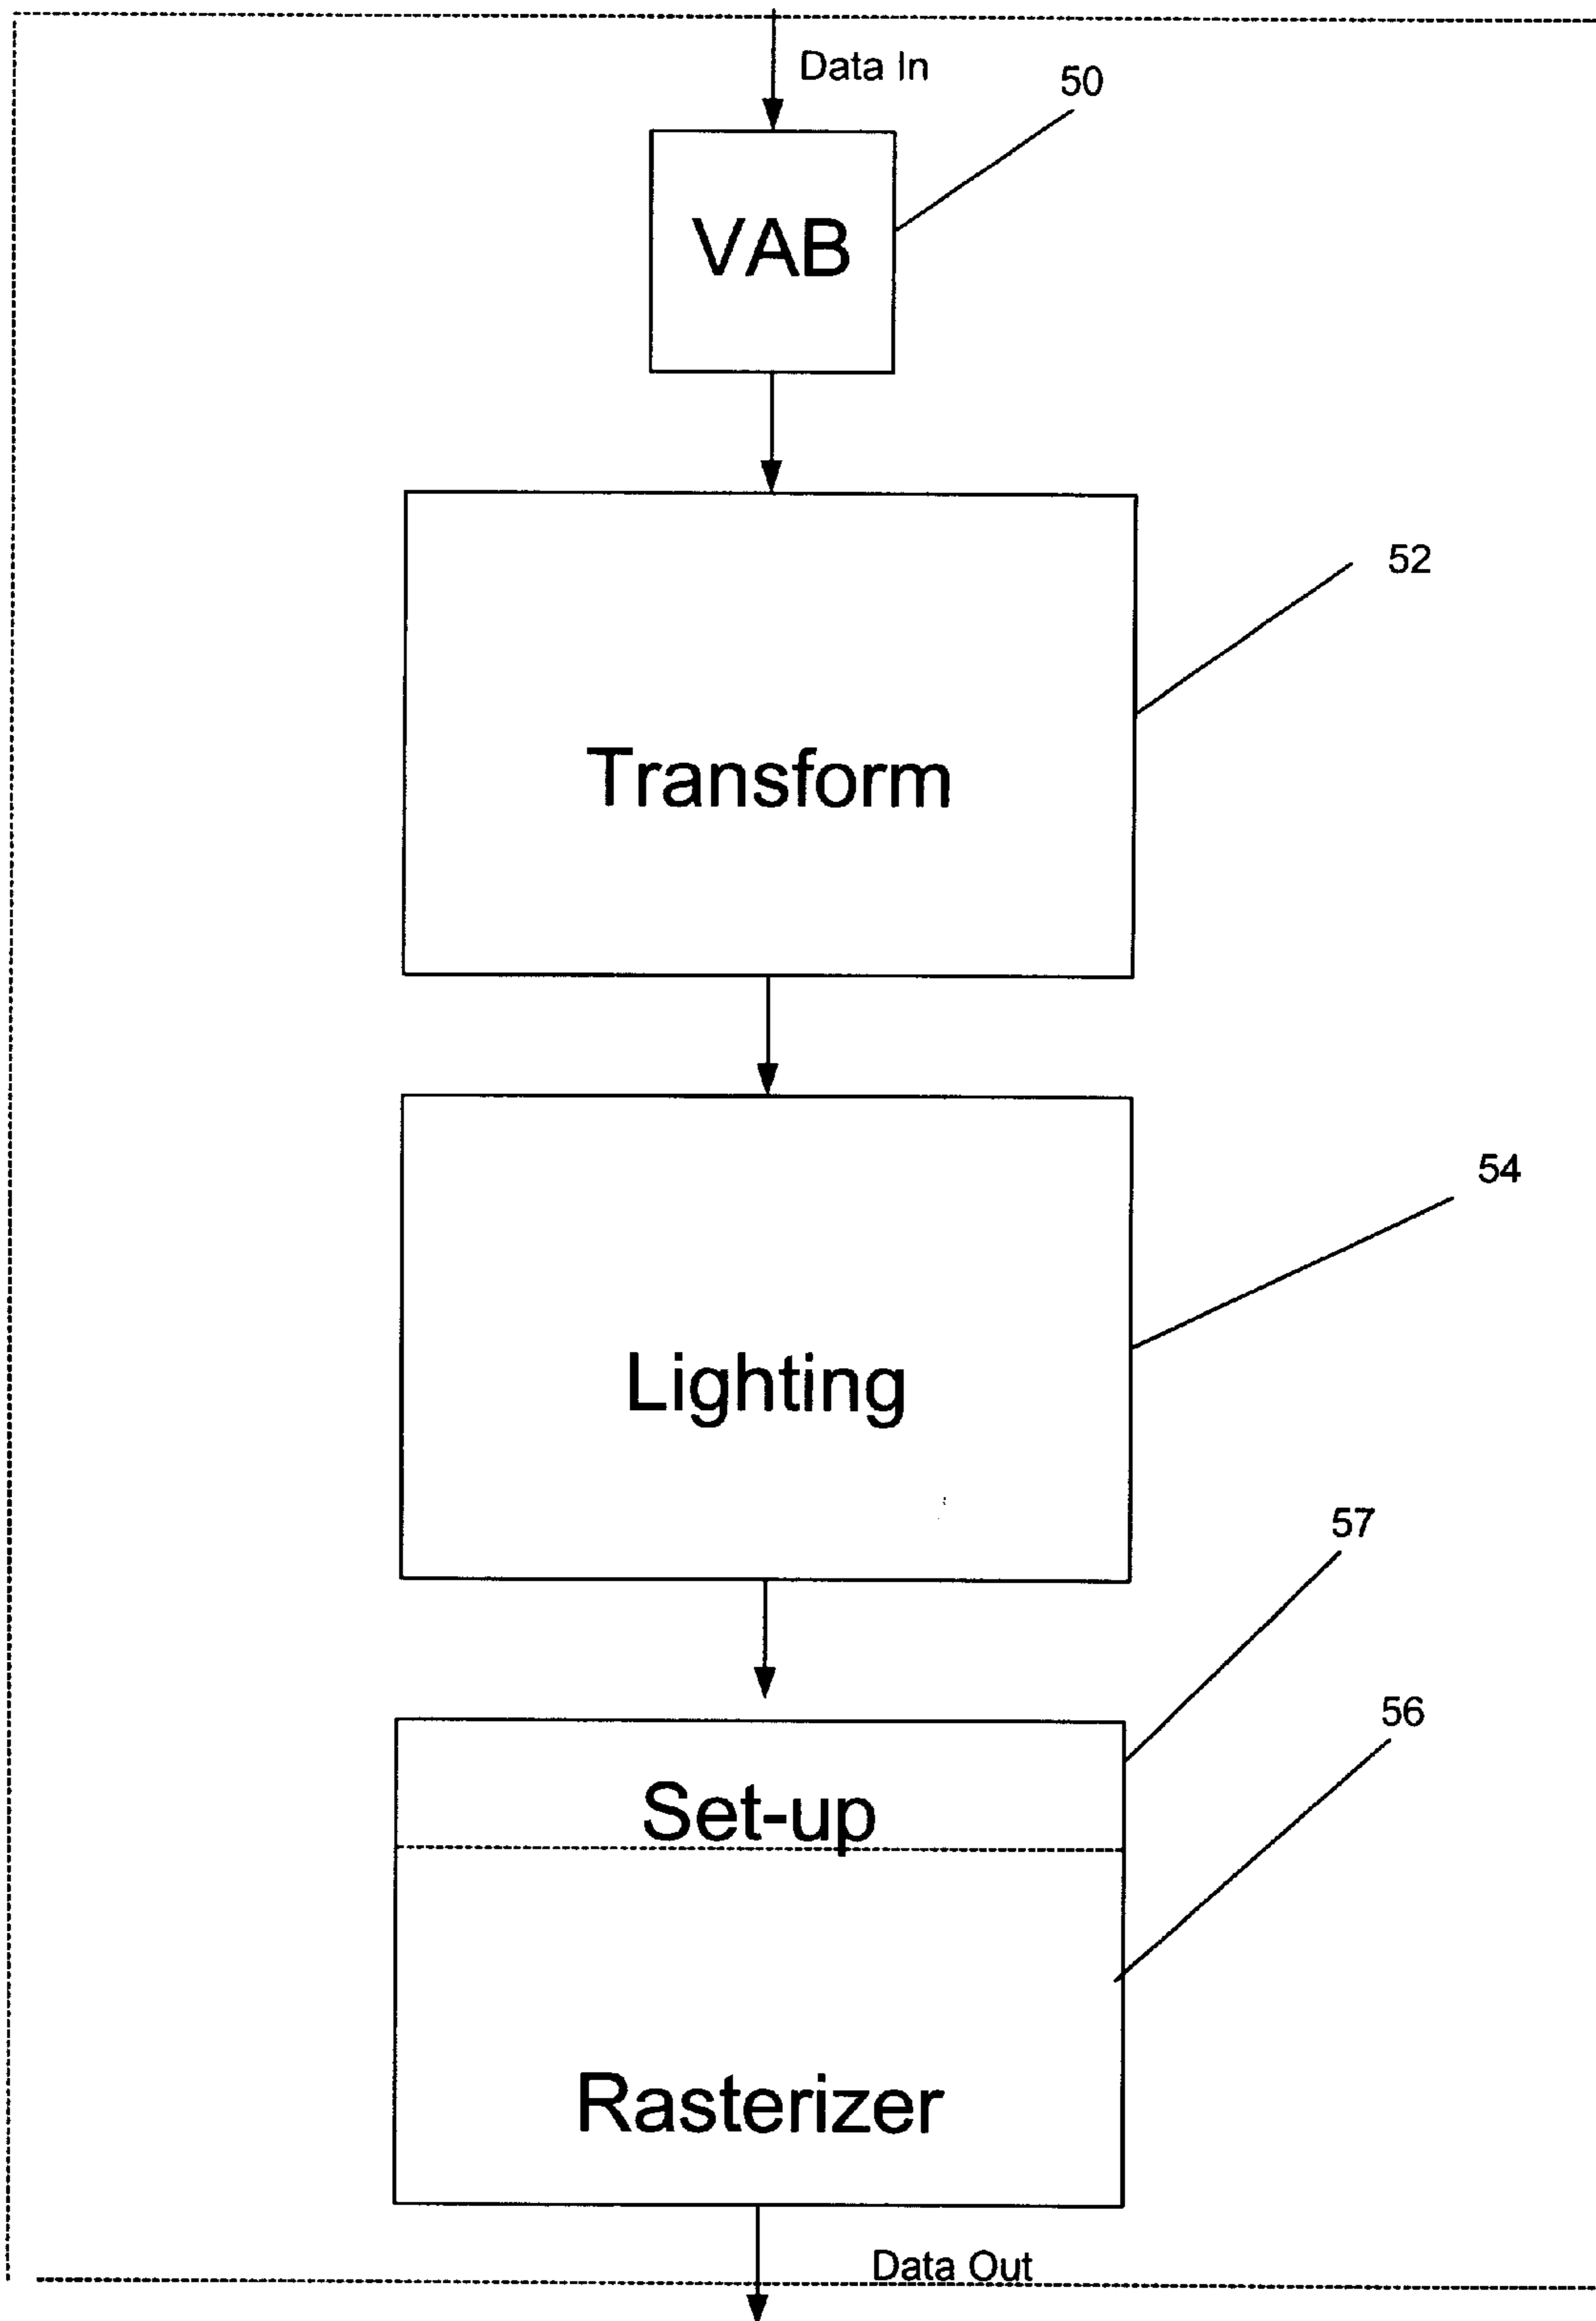 Data In
50
VAB
52
Transform
54
Lighting
57
56
Set-up
Rasterizer
Data Out